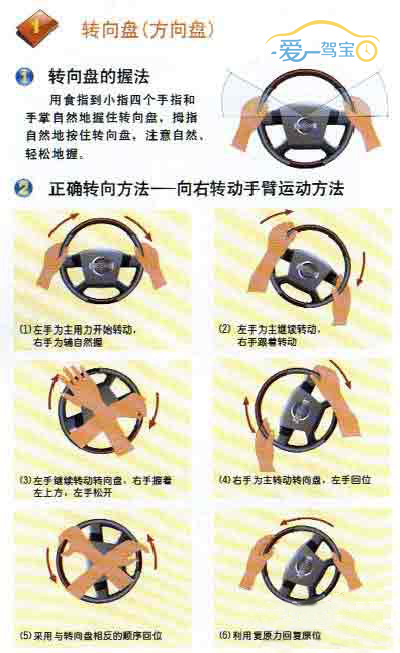 1 转向盘(方向盘)
爱一驾宝
1 转向盘的握法
用食指到小指四个手指和
手掌自然地握住转向盘，拇指
自然地按住转向盘，注意自然、
轻松地握。
2 正确转向方法——向右转动手臂运动方法
(1)左手为主用力开始转动，
右手为辅自然握
(2) 左手为主继续转动，
右手跟着转动
(3)左手继续转动转向盘，右手握着
左上方，左手松开
(4)右手为主转动转向盘，左手回位
(5)采用与转向盘相反的顺序回位
(6)利用复原力回复原位